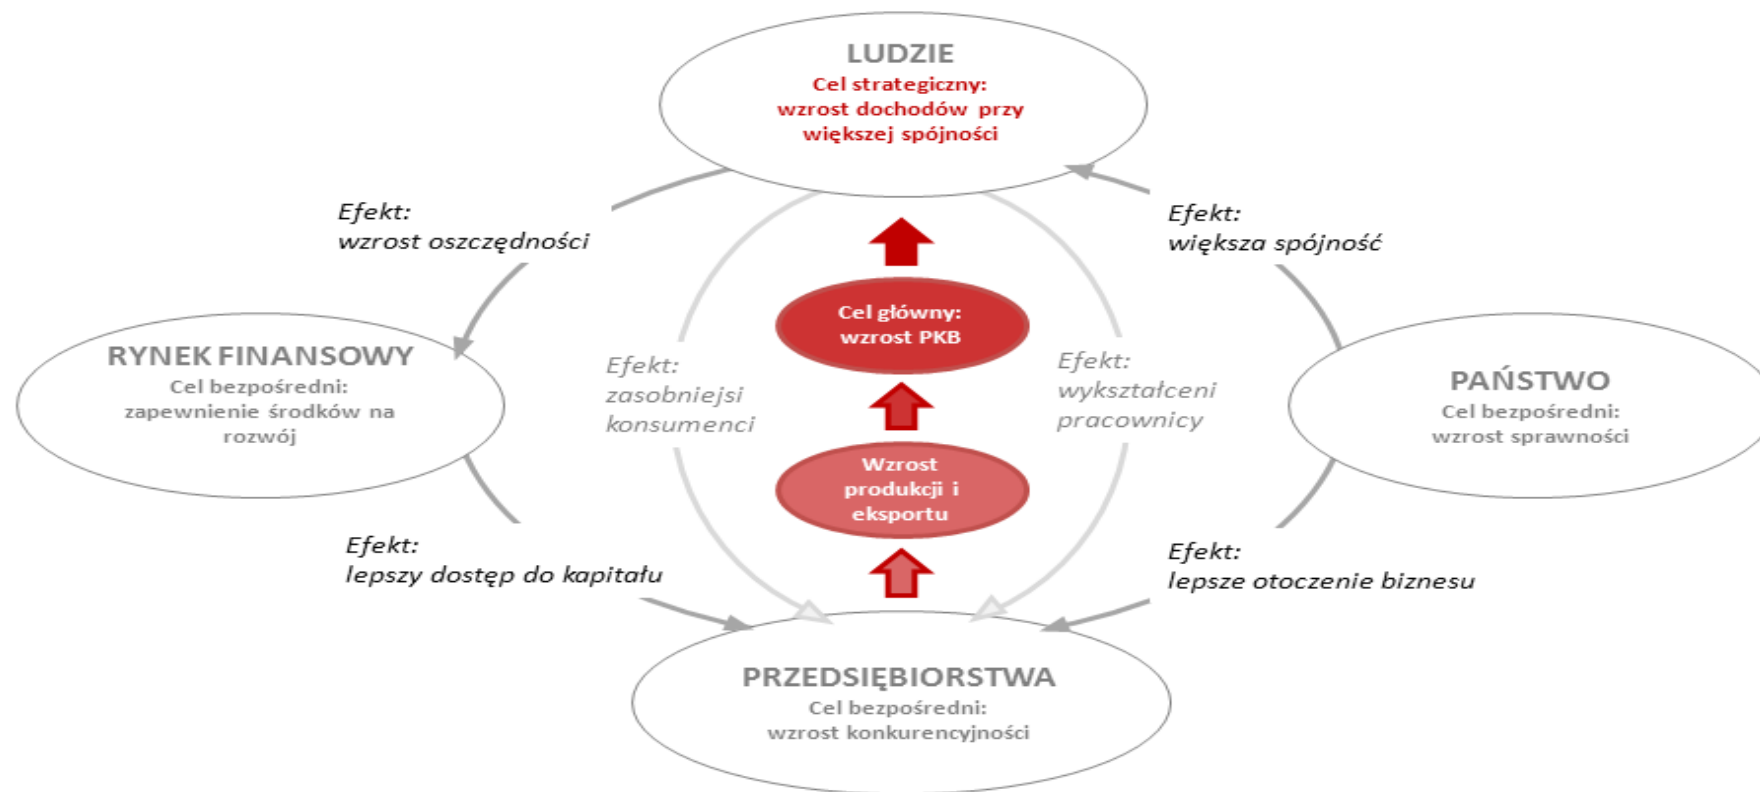 LUDZIE
Cel strategiczny:
wzrost dochodów przy
większej spójności
Efekt:
wzrost oszczędności
Efekt:
większa spójność
Cel główny:
wzrost PKB
RYNEK FINANSOWY
Cel bezpośredni:
zapewnienie środków na
rozwój
Efekt:
zasobniejsi
konsumenci
Efekt:
wykształceni
pracownicy
PAŃSTWO
Cel bezpośredni:
wzrost sprawności
Wzrost
produkcji i
eksportu
Efekt:
lepszy dostęp do kapitału
Efekt:
lepsze otoczenie biznesu
PRZEDSIĘBIORSTWA
Cel bezpośredni:
wzrost konkurencyjności